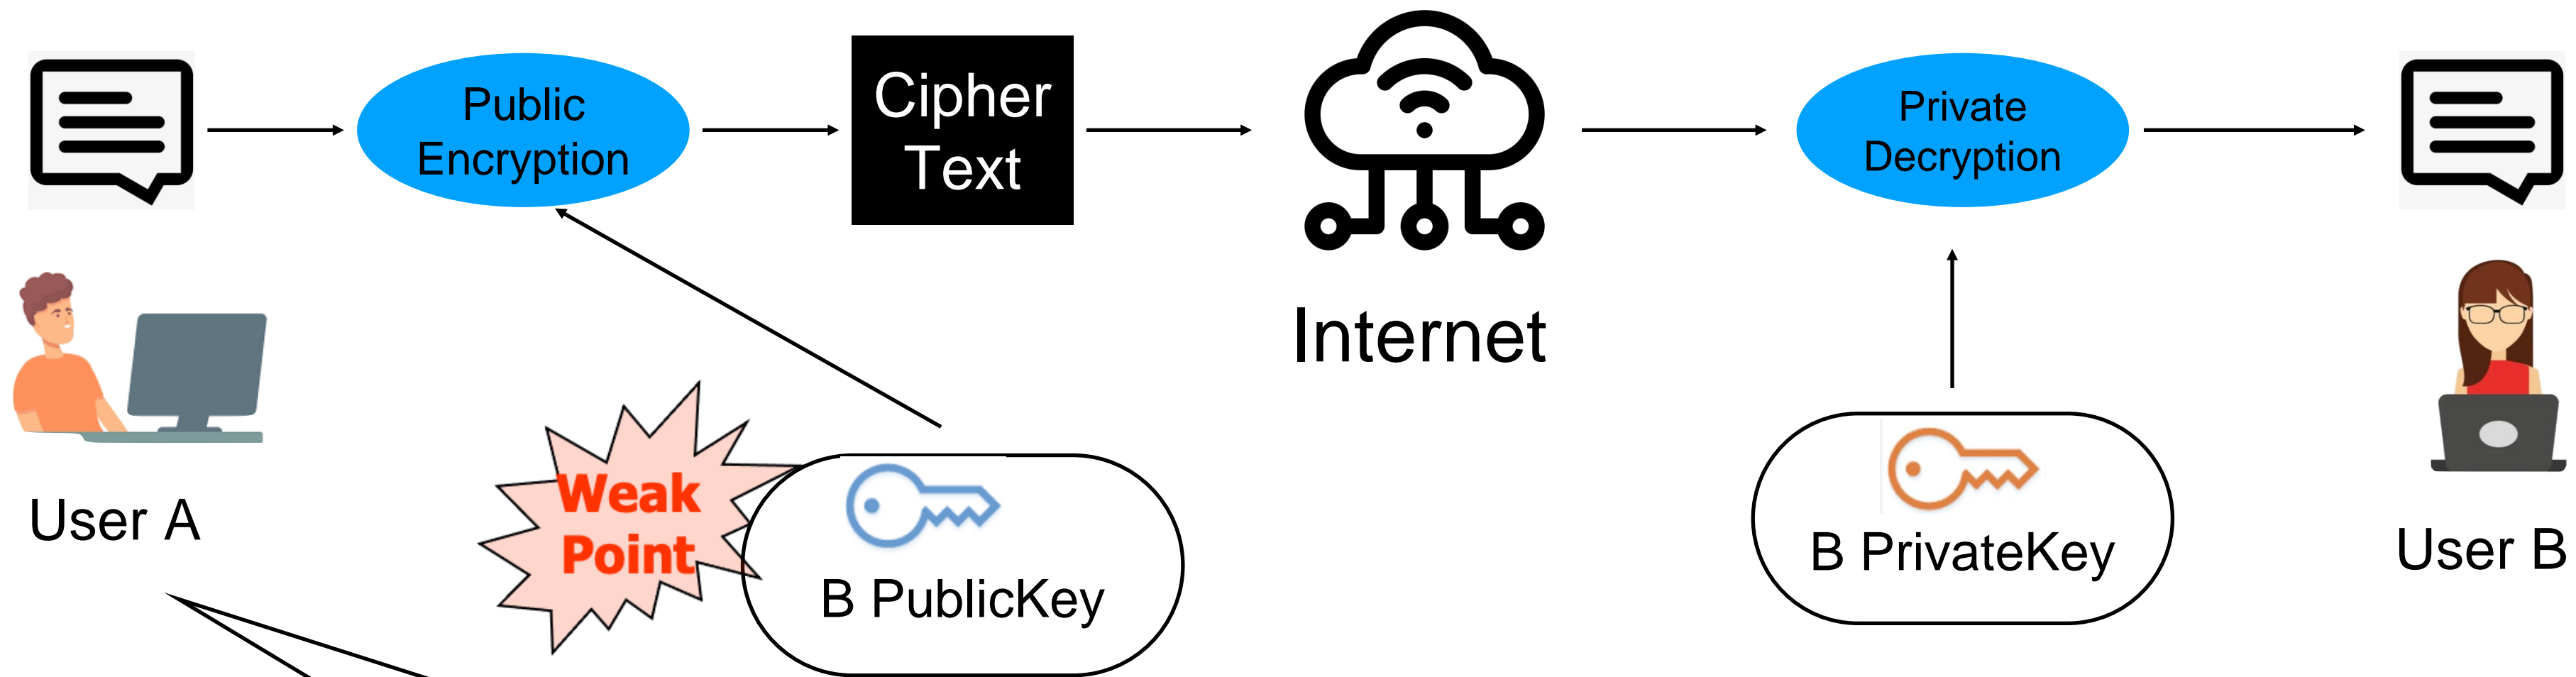 Public
Encryption
Cipher
Text
Private
Decryption
Internet
Weak
Point
User A
B PublicKey
B PrivateKey
User B